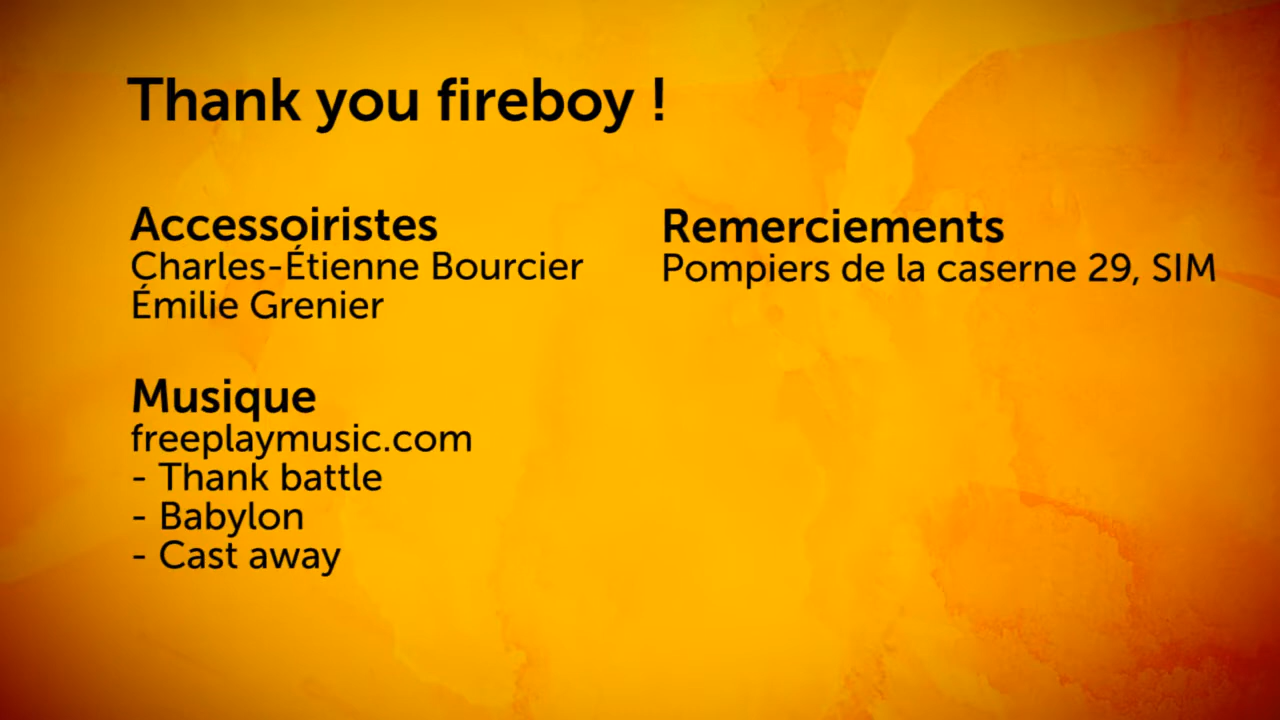 Thank you fireboy !
Accessoiristes
Charles-Étienne Bourcier
Émilie Grenier
Musique
freeplaymusic.com
- Thank battle
- Babylon
- Cast away
Remerciements
Pompiers de la caserne 29, SIM